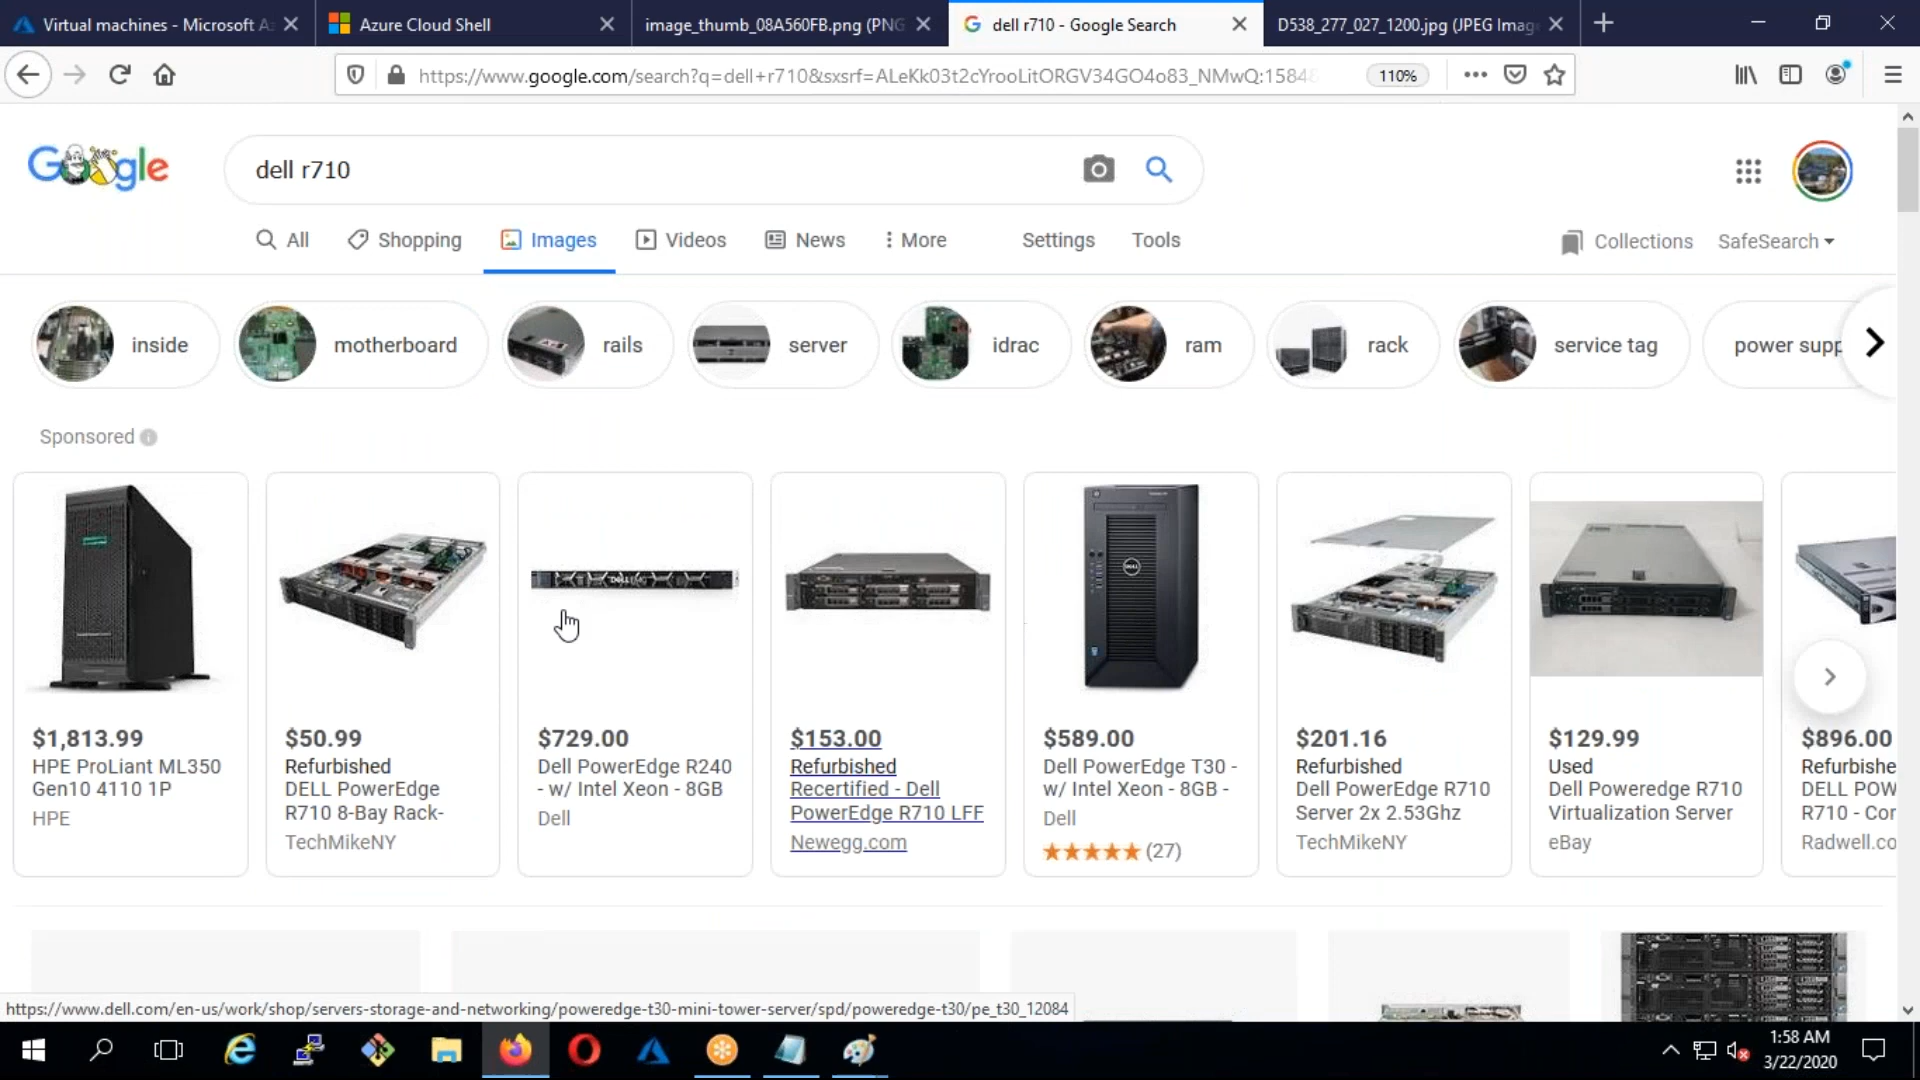 Virtual machines - Microsoft Az
Azure Cloud Shell
image_thumb_08A560FB.png (PNG
dell r710 - Google Search
D538_277_027_1200.jpg (JPEG Imag
https://www.google.com/search?q=dell+r710&sxsrf=ALeKk03t2cYrooLitORGV34GO4o83_NMwQ:15848
110%
Google
dell r710
All
Shopping
Images
Videos
News
More
Settings
Tools
Collections
SafeSearch
inside
motherboard
rails
server
idrac
ram
rack
service tag
power supp
Sponsored
$1,813.99
HPE ProLiant ML350
Gen10 4110 1P
HPE
$50.99
Refurbished
DELL PowerEdge
R710 8-Bay Rack-
TechMikeNY
$729.00
Dell PowerEdge R240
- w/ Intel Xeon - 8GB
Dell
$153.00
Refurbished
Recertified - Dell
PowerEdge R710 LFF
Newegg.com
$589.00
Dell PowerEdge T30 -
w/ Intel Xeon - 8GB -
Dell
(27)
$201.16
Refurbished
Dell PowerEdge R710
Server 2x 2.53Ghz
TechMikeNY
$129.99
Used
Dell Poweredge R710
Virtualization Server
eBay
$896.00
Refurbishe
DELL POW
R710 - Cor
Radwell.co
https://www.dell.com/en-us/work/shop/servers-storage-and-networking/poweredge-t30-mini-tower-server/spd/poweredge-t30/pe_t30_12084
1:58 AM
3/22/2020